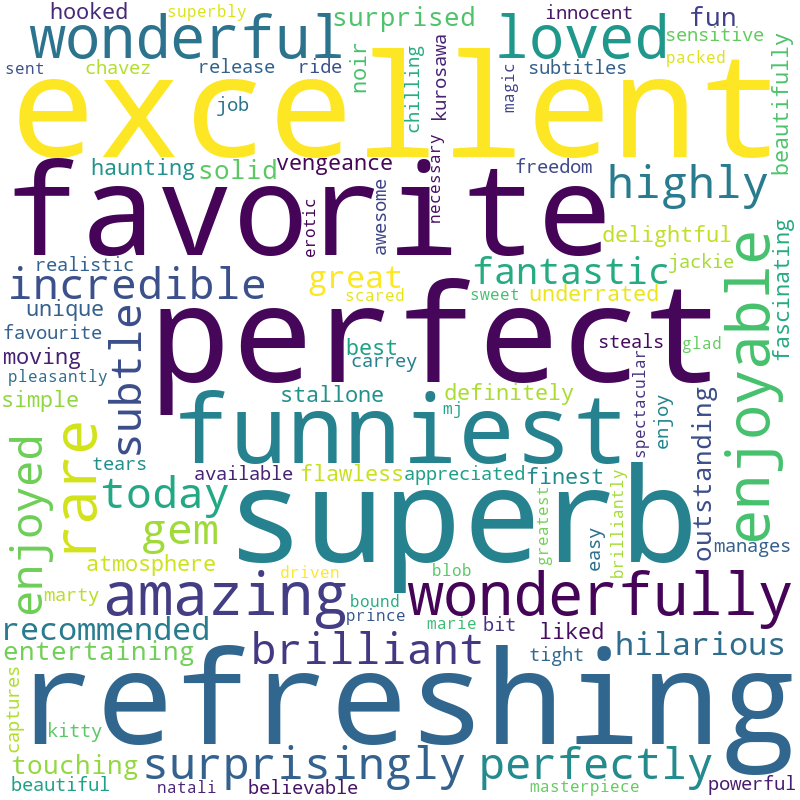 hooked
superbly
surprised
innocent
fun
wonderful
loved
sensitive
noir
chilling
kurosawa
packed
beautifully
sent
chavez
release
ride
subtitles
magic
excellent
job
haunting
solid
vengeance
necessary
freedom
highly
favorite
erotic
awesome
delightful
fascinating
realistic
incredible
great
fantastic
jackie
enjoyable
scared
sweet
underrated
unique
subtle
perfect
favourite
steals
glad
moving
best
carrey
spectacular
pleasantly
stallone
definitely
simple
mj
enjoy
funniest
outstanding
rare
enjoyed
tears
available
flawless
appreciated
finest
today
superb
greatest
easy
brilliantly
gem
manages
atmosphere
driven
blob
amazing
wonderfully
marty
bound
prince
recommended
marie
bit
liked
hilarious
entertaining
brilliant
tight
captures
refreshing
kitty
touching
surprisingly
perfectly
beautiful
natali
believable
masterpiece
powerful